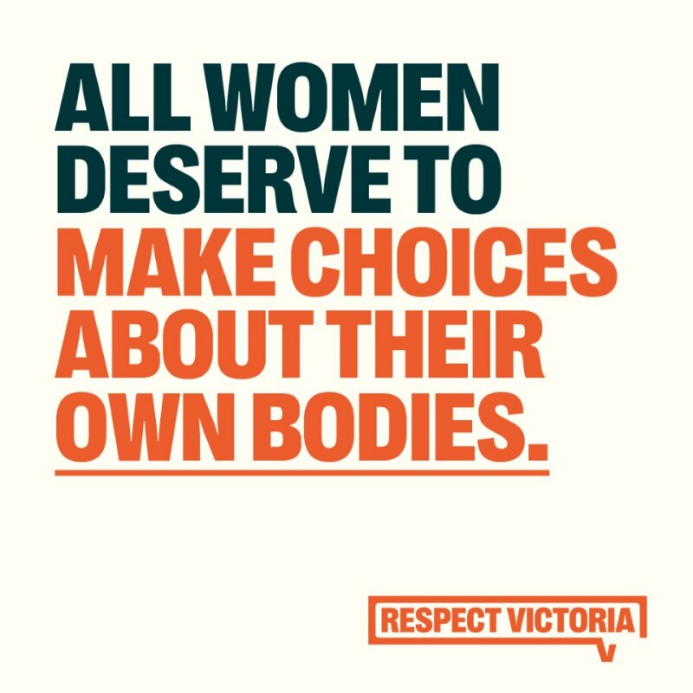 ALL WOMEN
DESERVE TO
MAKE CHOICES
ABOUT THEIR
OWN BODIES.
RESPECT VICTORIA